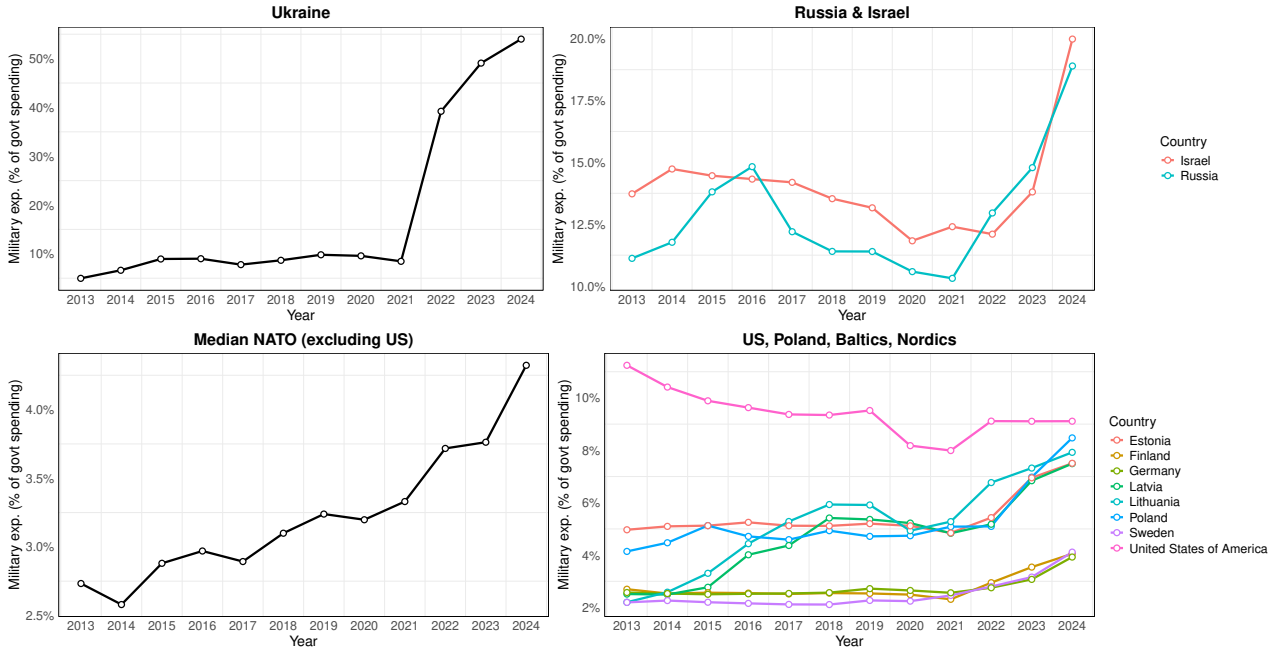 Ukraine
Military exp. (% of govt spending)
50%
40%
30%
20%
10%
2013 2014 2015 2016 2017 2018 2019 2020 2021 2022 2023 2024
Year
Russia & Israel
Military exp. (% of govt spending)
20.0%
17.5%
15.0%
12.5%
10.0%
2013 2014 2015 2016 2017 2018 2019 2020 2021 2022 2023 2024
Year
Country
Israel
Russia
Median NATO (excluding US)
Military exp. (% of govt spending)
4.0%
3.5%
3.0%
2.5%
2013 2014 2015 2016 2017 2018 2019 2020 2021 2022 2023 2024
Year
US, Poland, Baltics, Nordics
Military exp. (% of govt spending)
10%
8%
6%
4%
2%
2013 2014 2015 2016 2017 2018 2019 2020 2021 2022 2023 2024
Year
Country
Estonia
Finland
Germany
Latvia
Lithuania
Poland
Sweden
United States of America